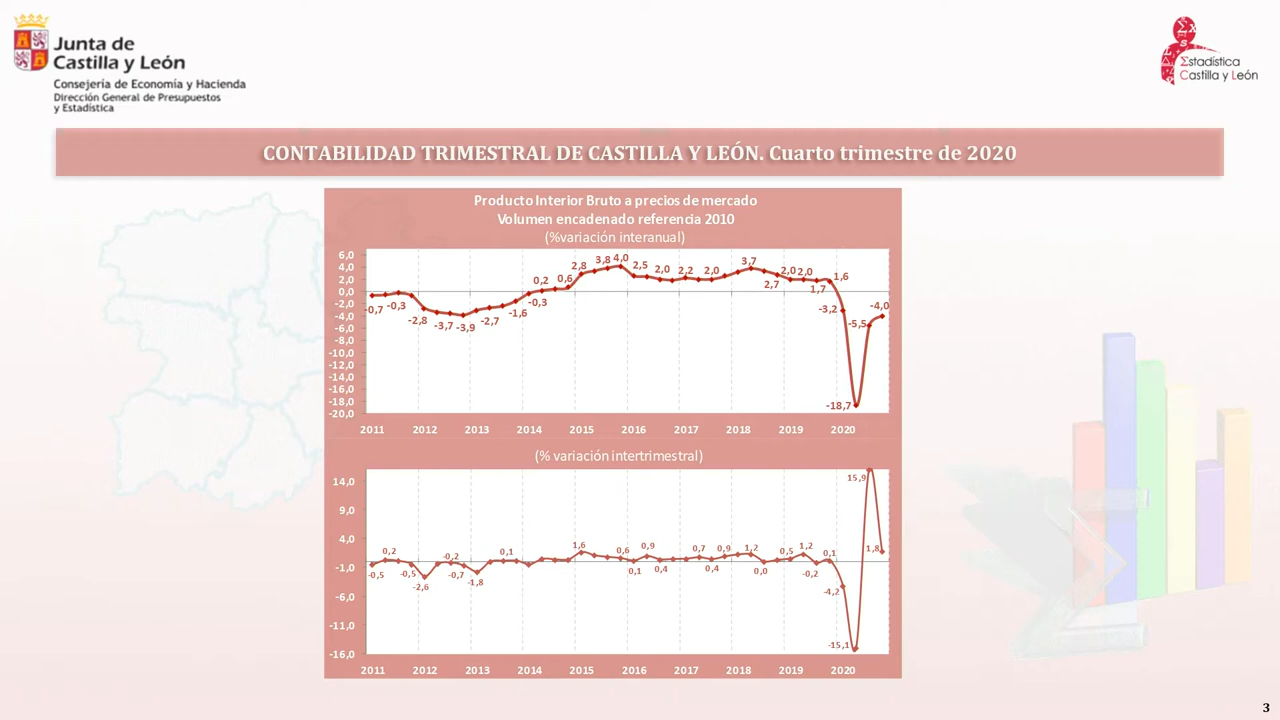 Junta de
Castilla y León
Consejería de Economía y Hacienda
Dirección General de Presupuestos
y Estadística
Estadística
Castilla y León
CONTABILIDAD TRIMESTRAL DE CASTILLA Y LEÓN. Cuarto trimestre de 2020
Producto Interior Bruto a precios de mercado
Volumen encadenado referencia 2010
(%variación interanual)
6,0
4,0
2,0
0,0
-2,0
-4,0
-6,0
-8,0
-10,0
-12,0
-14,0
-16,0
-18,0
-20,0
-0,7 -0,3 -2,8 -3,7 -3,9 -2,7 -1,6 -0,3 0,2 0,6 2,8 3,8 4,0 2,5 2,0 2,2 2,0 3,7 2,7 2,0 2,0 1,7 1,6 -3,2 -18,7 -5,5 -4,0
2011 2012 2013 2014 2015 2016 2017 2018 2019 2020
(% variación intertrimestral)
14,0
9,0
4,0
-1,0
-6,0
-11,0
-16,0
-0,5 0,2 -0,5 -2,6 -0,2 -0,7 -1,8 0,1 1,6 0,6 0,1 0,9 0,4 0,7 0,4 0,9 1,2 0,0 0,5 1,2 -0,2 0,1 -4,2 -15,1 15,9 1,8
2011 2012 2013 2014 2015 2016 2017 2018 2019 2020
3